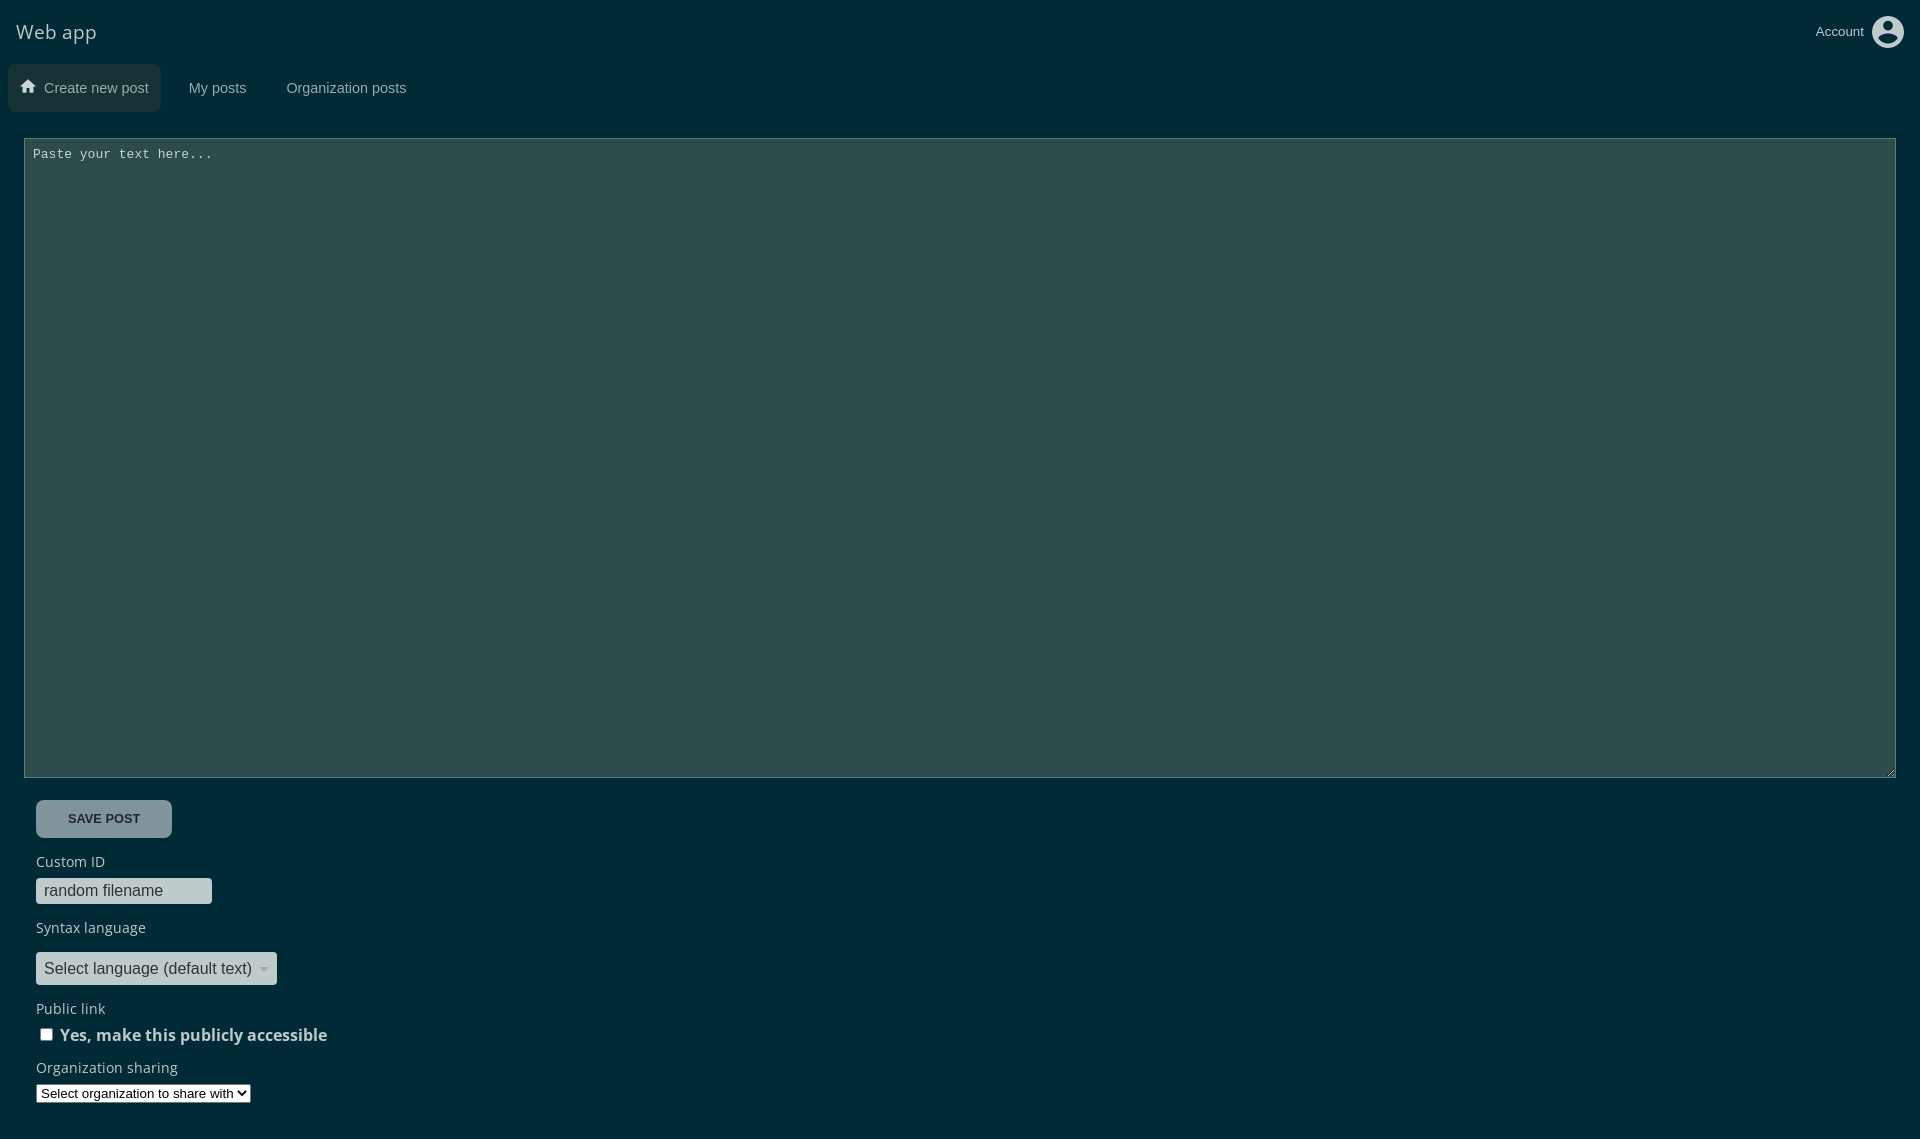 Web app
Account
Create new post
My posts
Organization posts
Paste your text here...
SAVE POST
Custom ID
random filename
Syntax language
Select language (default text)
Public link
Yes, make this publicly accessible
Organization sharing
Select organization to share with